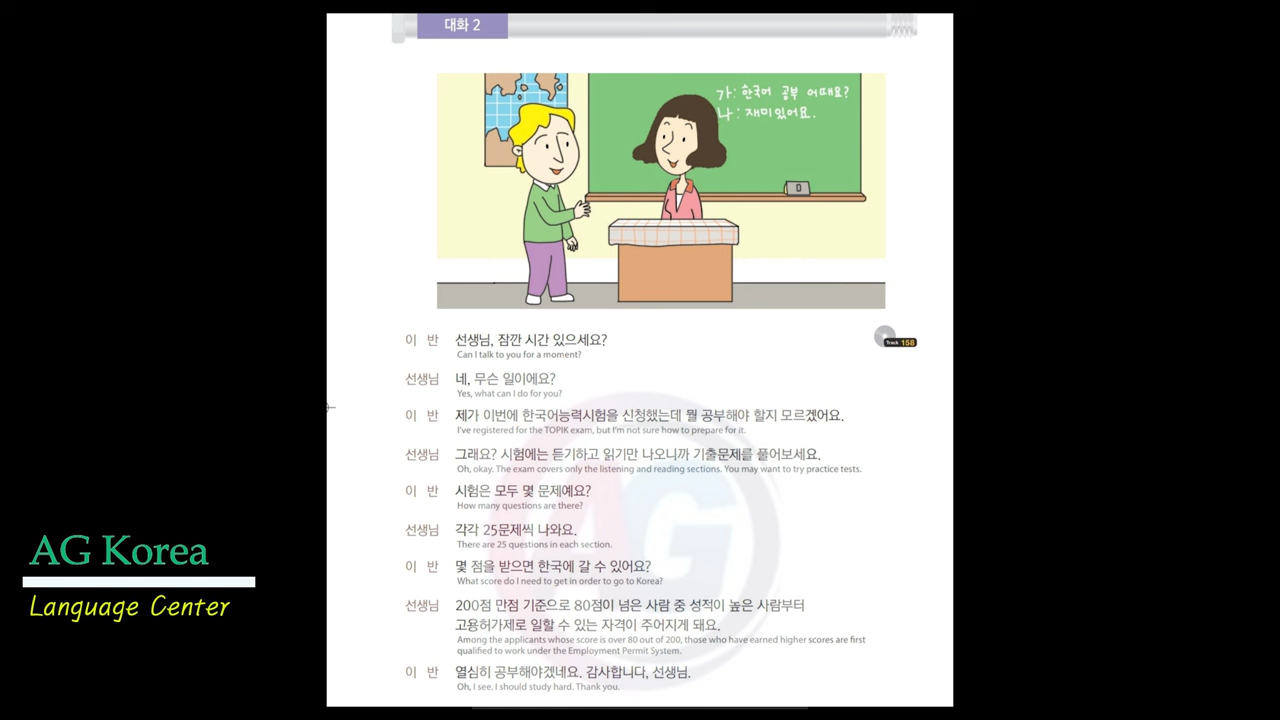 대화 2
가: 한국어 공부 어때요?
나: 재미있어요.
이 반 선생님, 잠깐 시간 있으세요?
Can I talk to you for a moment?
Track 158
선생님 네, 무슨 일이에요?
Yes, what can I do for you?
이 반 제가 이번에 한국어능력시험을 신청했는데 뭘 공부해야 할지 모르겠어요.
I've registered for the TOPIK exam, but I'm not sure how to prepare for it.
선생님 그래요? 시험에는 듣기하고 읽기만 나오니까 기출문제를 풀어보세요.
Oh, okay. The exam covers only the listening and reading sections. You may want to try practice tests.
이 반 시험은 모두 몇 문제예요?
How many questions are there?
선생님 각각 25문제씩 나와요.
There are 25 questions in each section.
이 반 몇 점을 받으면 한국에 갈 수 있어요?
What score do I need to get in order to go to Korea?
선생님 200점 만점 기준으로 80점이 넘은 사람 중 성적이 높은 사람부터
고용허가제로 일할 수 있는 자격이 주어지게 돼요.
Among the applicants whose score is over 80 out of 200, those who have earned higher scores are first
qualified to work under the Employment Permit System.
이 반 열심히 공부해야겠네요. 감사합니다, 선생님.
Oh, I see. I should study hard. Thank you.
AG
AG Korea
Language Center